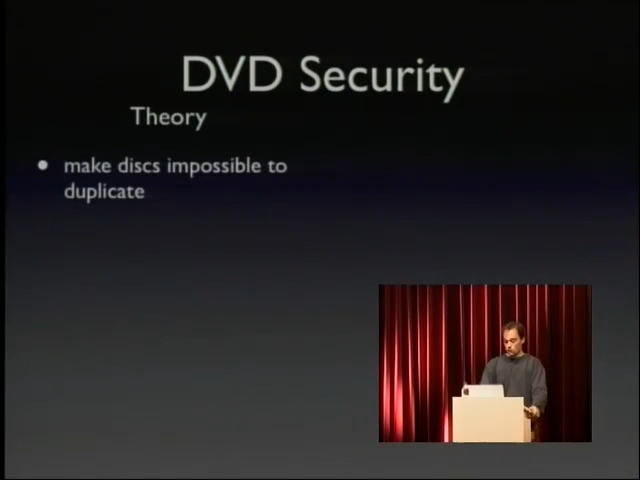 DVD Security
Theory
• make discs impossible to
duplicate